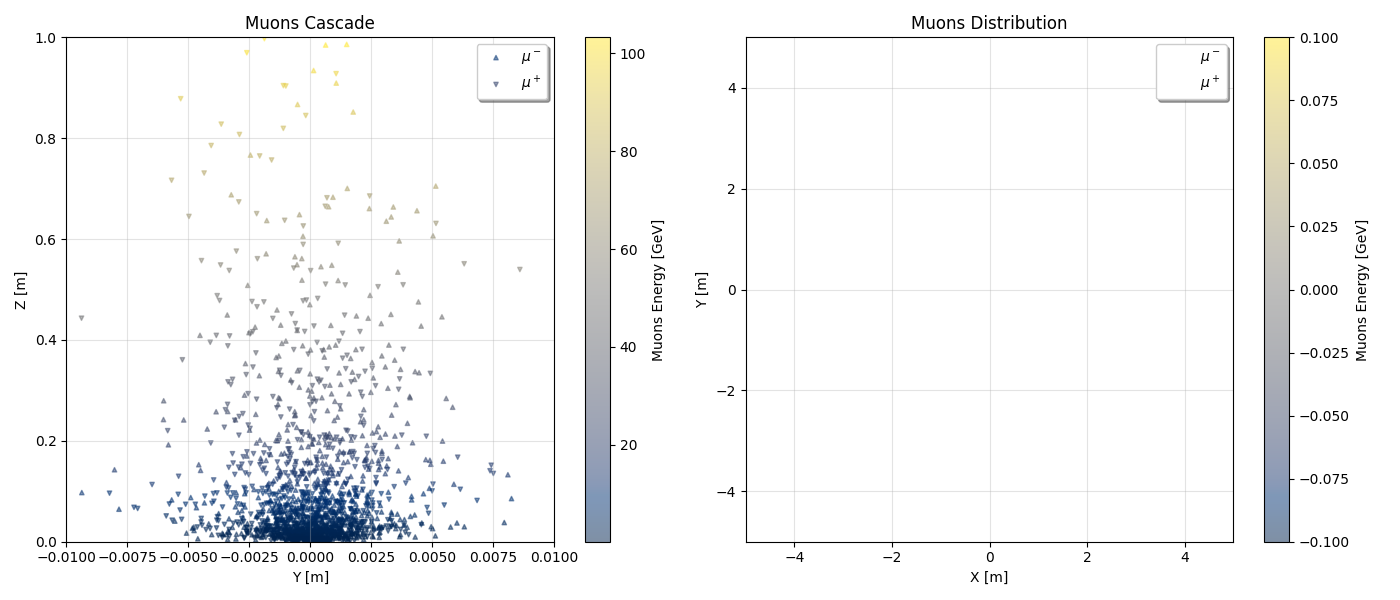 Muons Cascade
Z [m]
1.0
0.8
0.6
0.4
0.2
0.0
−0.0100 −0.0075 −0.0050 −0.0025 0.0000 0.0025 0.0050 0.0075 0.0100
Y [m]
μ⁻
μ⁺
100
80
60
40
20
Muons Energy [GeV]
Muons Distribution
Y [m]
4
2
0
−2
−4
−4 −2 0 2 4
X [m]
μ⁻
μ⁺
0.100
0.075
0.050
0.025
0.000
−0.025
−0.050
−0.075
−0.100
Muons Energy [GeV]